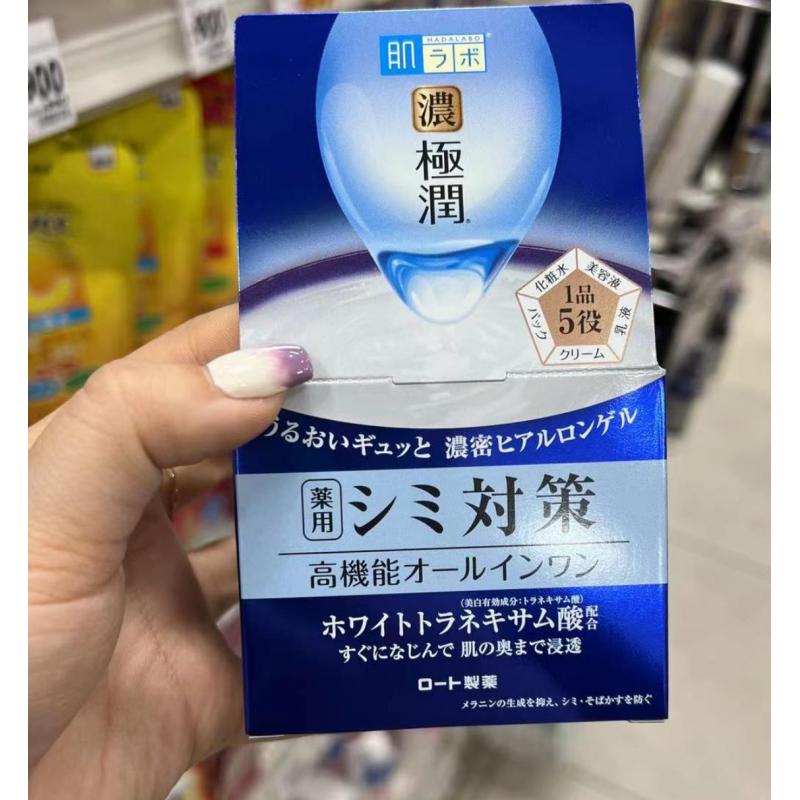 HADALABO
肌ラボ®
濃
極潤®
化粧水
美容液
乳液
クリーム
パック
1品
5役
うるおいギュッと 濃密ヒアルロンゲル
薬用 シミ対策
高機能オールインワン
(美白有効成分:トラネキサム酸)
ホワイトトラネキサム酸配合
すぐになじんで 肌の奥まで浸透
ロート製薬
メラニンの生成を抑え、シミ・そばかすを防ぐ